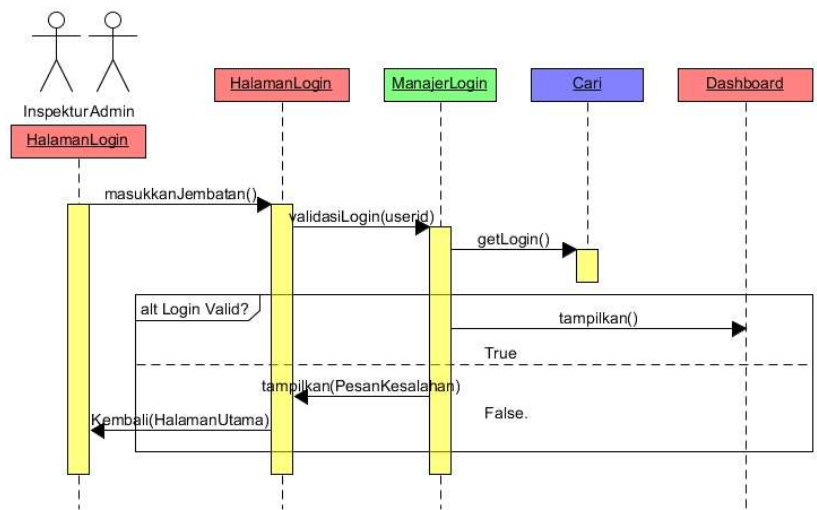 InspekturAdmin
HalamanLogin
HalamanLogin
ManajerLogin
Cari
Dashboard
masukkanJembatan()
validasiLogin(userid)
getLogin()
alt Login Valid?
tampilkan()
True
tampilkan(PesanKesalahan)
False.
Kembali(HalamanUtama)